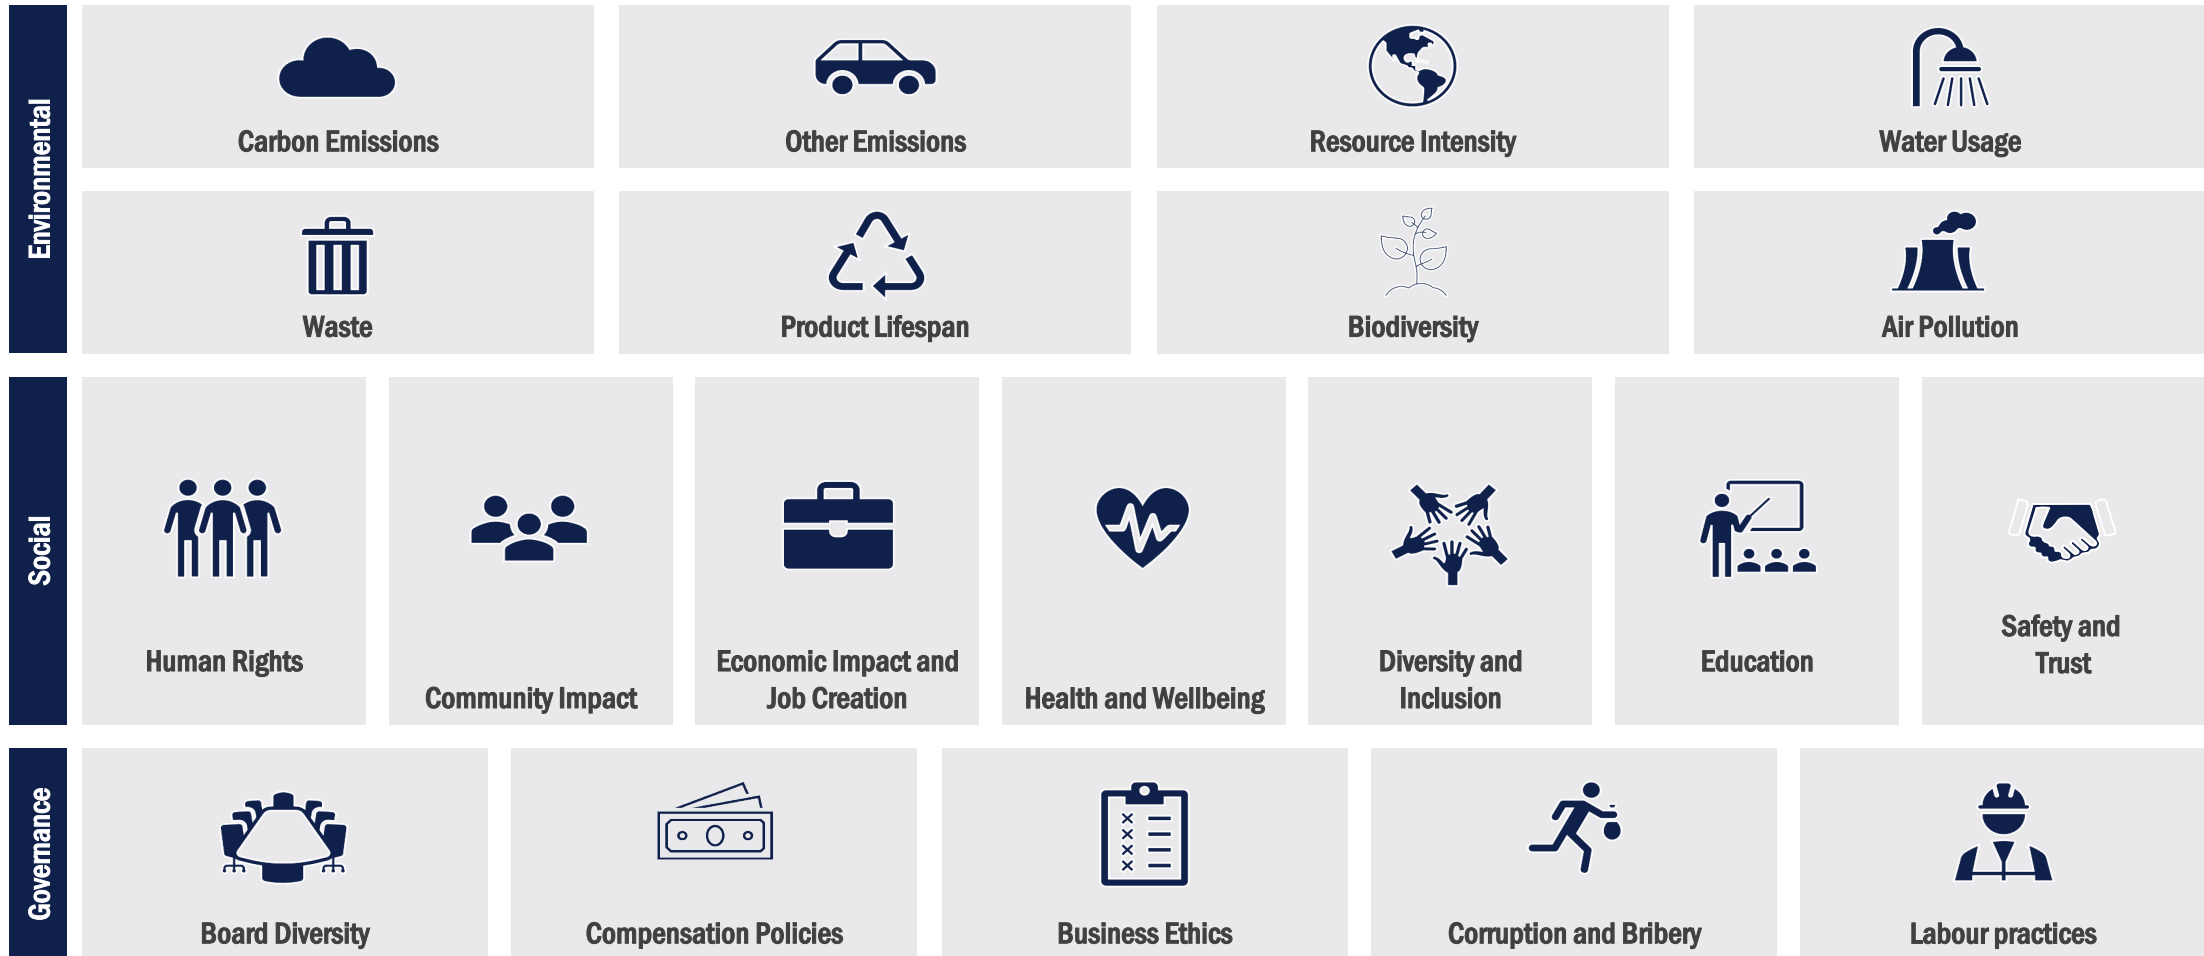 Environmental
Carbon Emissions
Other Emissions
Resource Intensity
Water Usage
Waste
Product Lifespan
Biodiversity
Air Pollution
Social
Human Rights
Community Impact
Economic Impact and
Job Creation
Health and Wellbeing
Diversity and
Inclusion
Education
Safety and
Trust
Governance
Board Diversity
Compensation Policies
Business Ethics
Corruption and Bribery
Labour practices